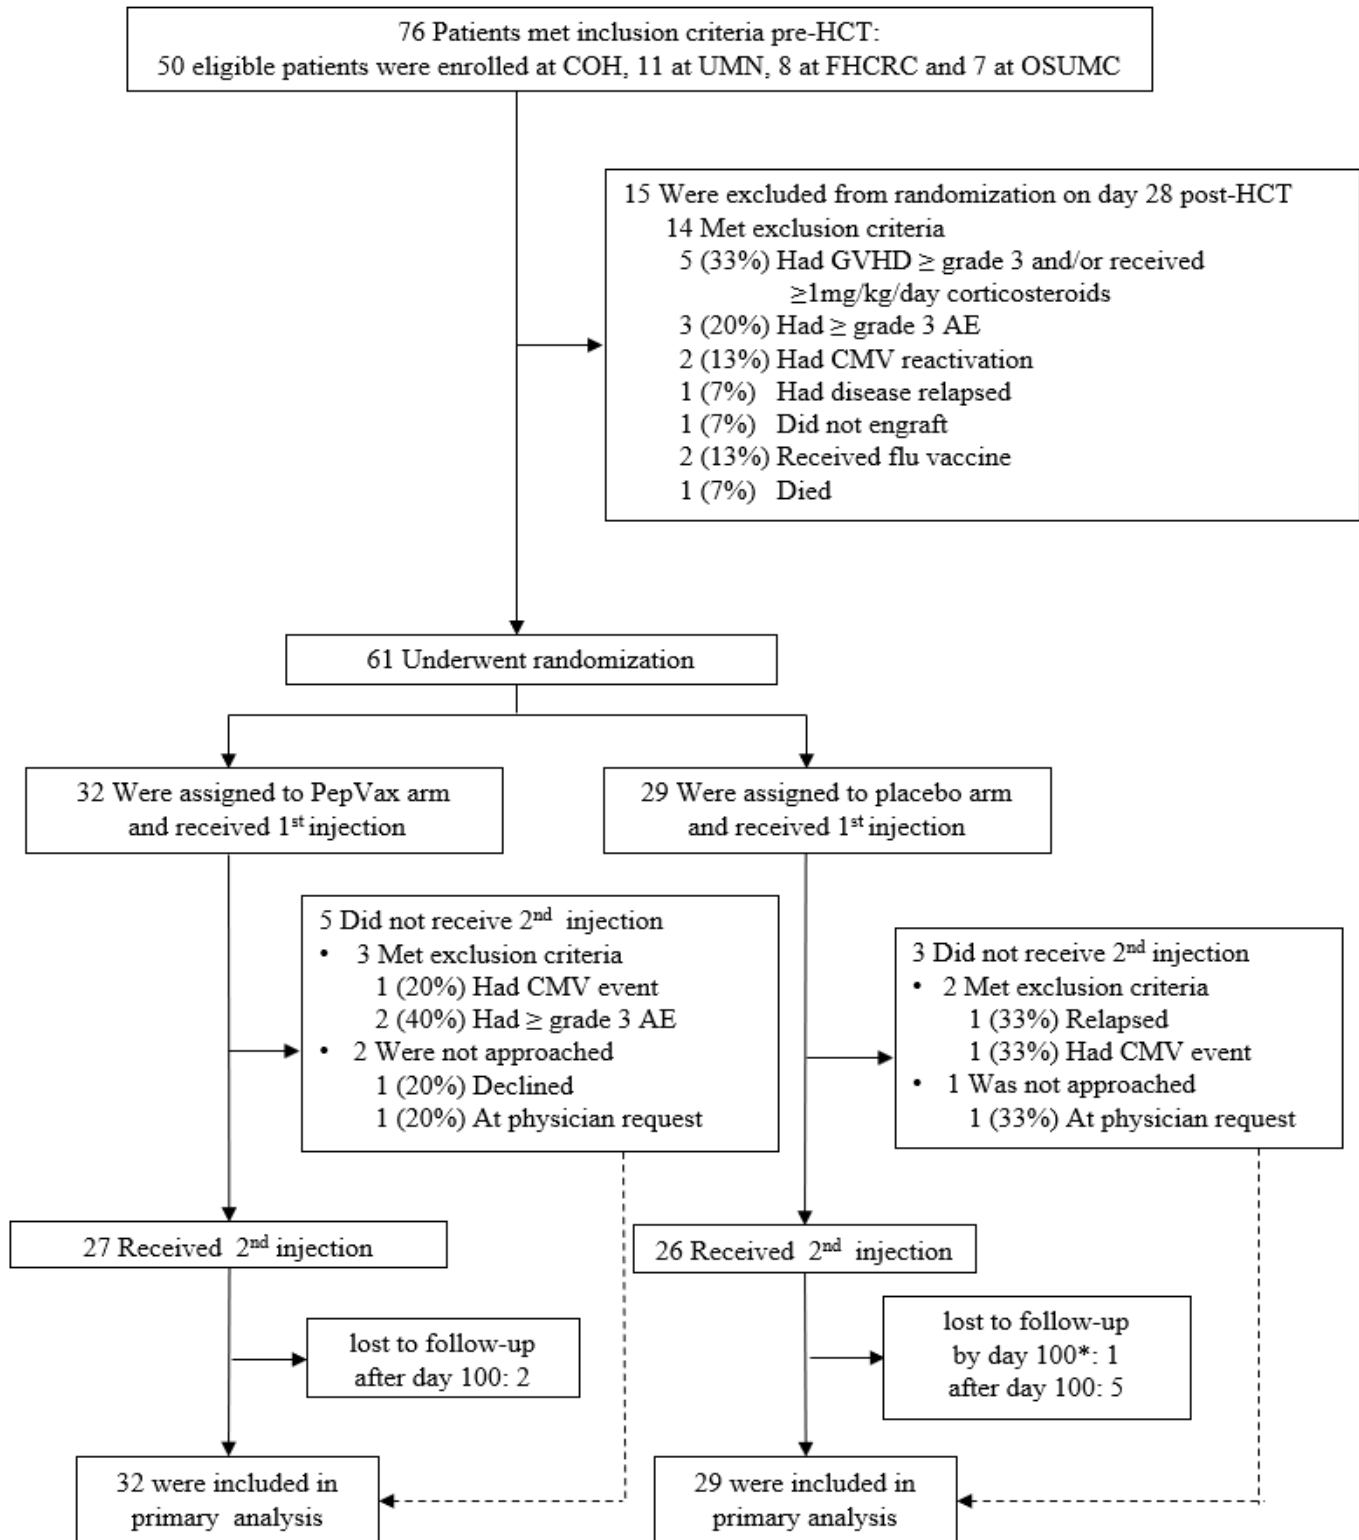 76 Patients met inclusion criteria pre-HCT:
50 eligible patients were enrolled at COH, 11 at UMN, 8 at FHCRC and 7 at OSUMC
15 Were excluded from randomization on day 28 post-HCT
14 Met exclusion criteria
5 (33%) Had GVHD ≥ grade 3 and/or received
≥1mg/kg/day corticosteroids
3 (20%) Had ≥ grade 3 AE
2 (13%) Had CMV reactivation
1 (7%) Had disease relapsed
1 (7%) Did not engraft
2 (13%) Received flu vaccine
1 (7%) Died
61 Underwent randomization
32 Were assigned to PepVax arm
and received 1st injection
29 Were assigned to placebo arm
and received 1st injection
5 Did not receive 2nd injection
• 3 Met exclusion criteria
1 (20%) Had CMV event
2 (40%) Had ≥ grade 3 AE
• 2 Were not approached
1 (20%) Declined
1 (20%) At physician request
3 Did not receive 2nd injection
• 2 Met exclusion criteria
1 (33%) Relapsed
1 (33%) Had CMV event
• 1 Was not approached
1 (33%) At physician request
27 Received 2nd injection
26 Received 2nd injection
lost to follow-up
after day 100: 2
lost to follow-up
by day 100*: 1
after day 100: 5
32 were included in
primary analysis
29 were included in
primary analysis